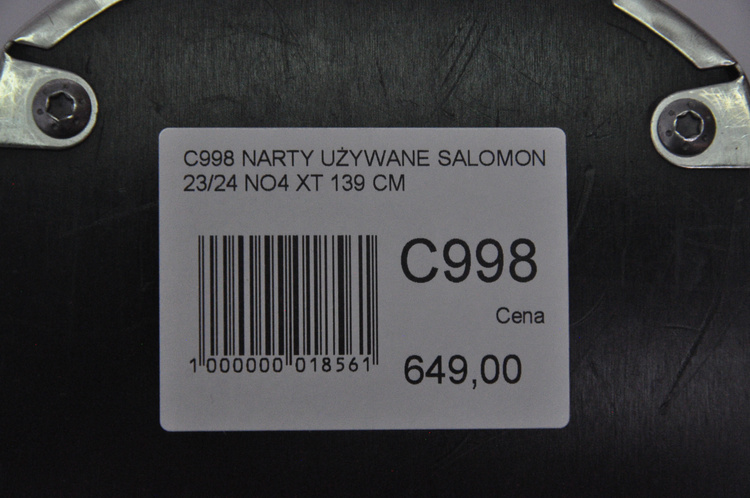 C998 NARTY UŻYWANE SALOMON
23/24 NO4 XT 139 CM
C998
Cena
1 000000 018561
649,00